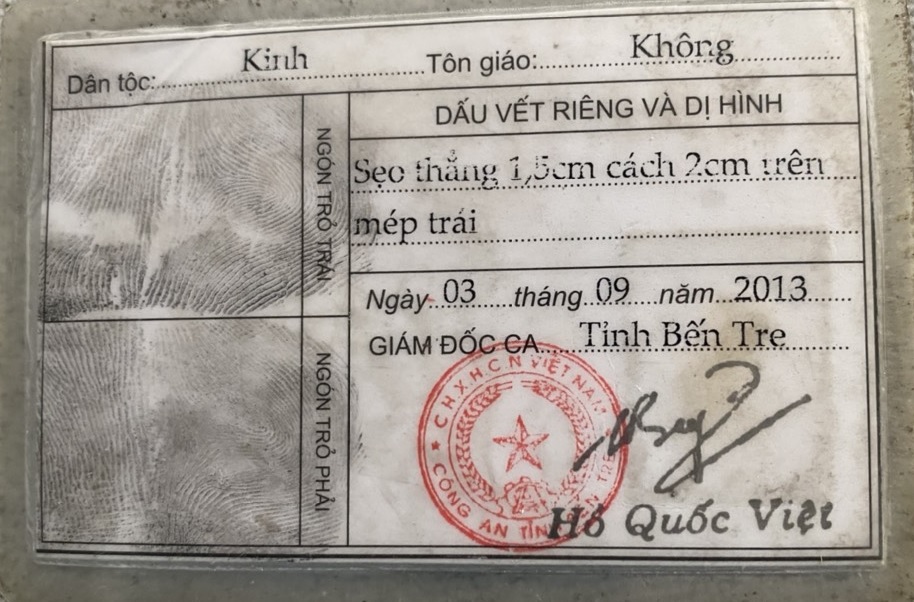 Dân tộc: Kinh Tôn giáo: Không
DẤU VẾT RIÊNG VÀ DỊ HÌNH
Sẹo thẳng 1,5cm cách 2cm trên
mép trái
NGÓN TRỎ TRÁI
Ngày 03 tháng 09 năm 2013
GIÁM ĐỐC CA Tỉnh Bến Tre
NGÓN TRỎ PHẢI
C.H.X.H.C.N VIỆT NAM
CÔNG AN TỈNH BẾN TRE
Hồ Quốc Việt